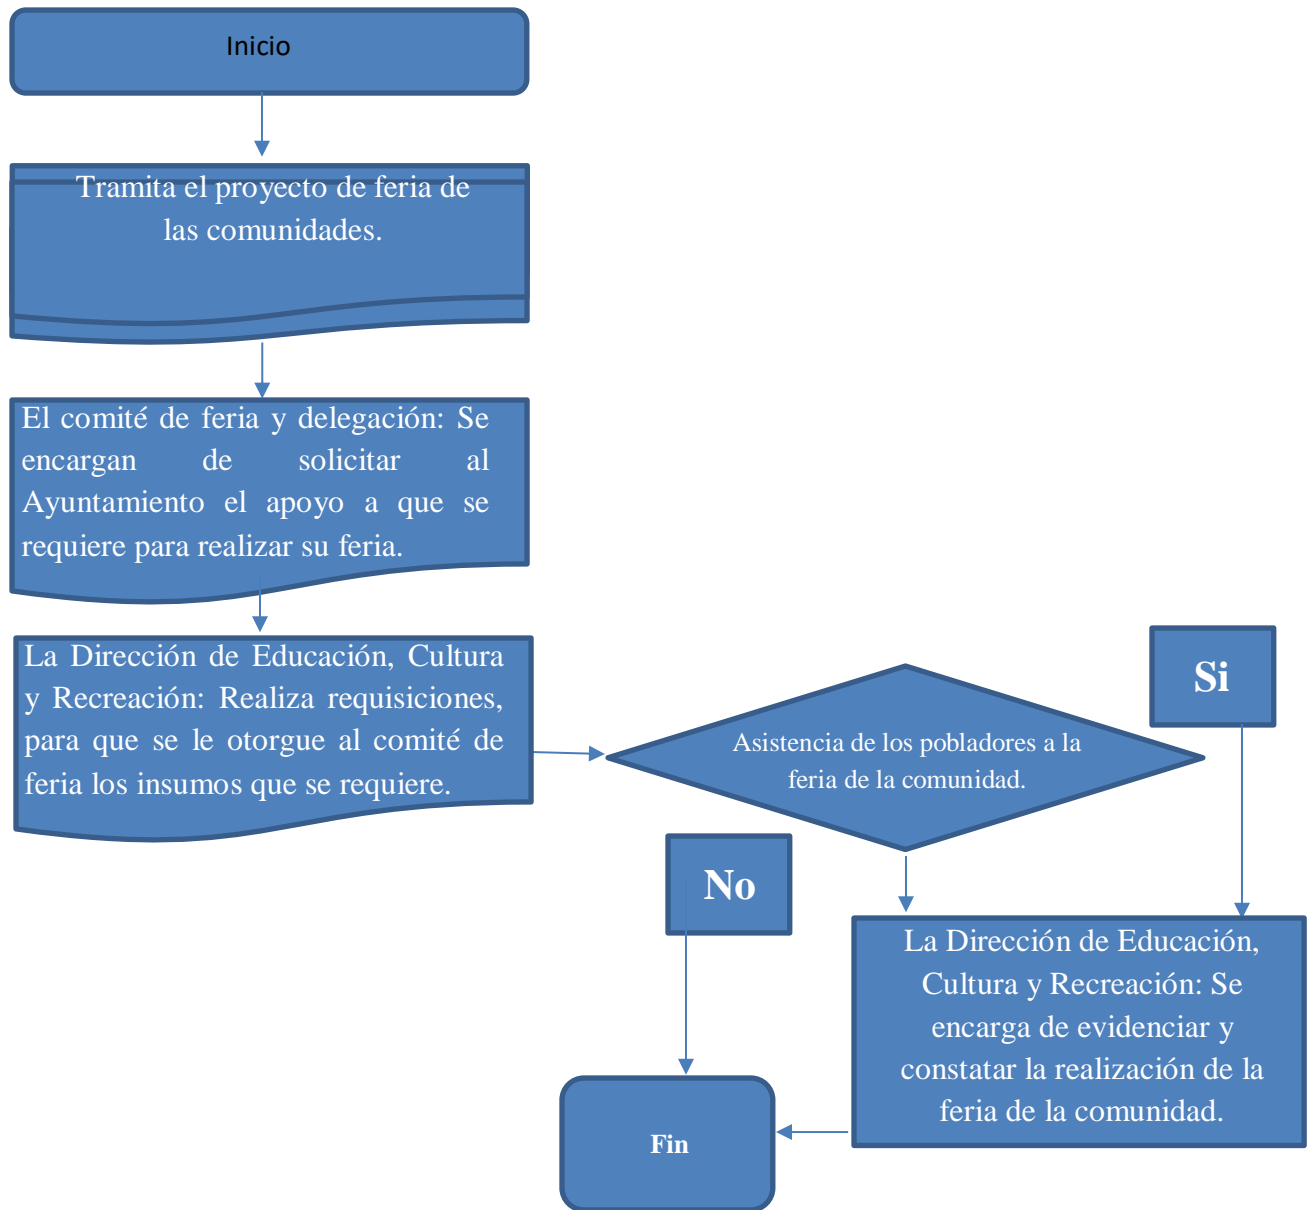 Inicio
Tramita el proyecto de feria de
las comunidades.
El comité de feria y delegación: Se
encargan de solicitar al
Ayuntamiento el apoyo a que se
requiere para realizar su feria.
La Dirección de Educación, Cultura
y Recreación: Realiza requisiciones,
para que se le otorgue al comité de
feria los insumos que se requiere.
Asistencia de los pobladores a la
feria de la comunidad.
Si
No
La Dirección de Educación,
Cultura y Recreación: Se
encarga de evidenciar y
constatar la realización de la
feria de la comunidad.
Fin